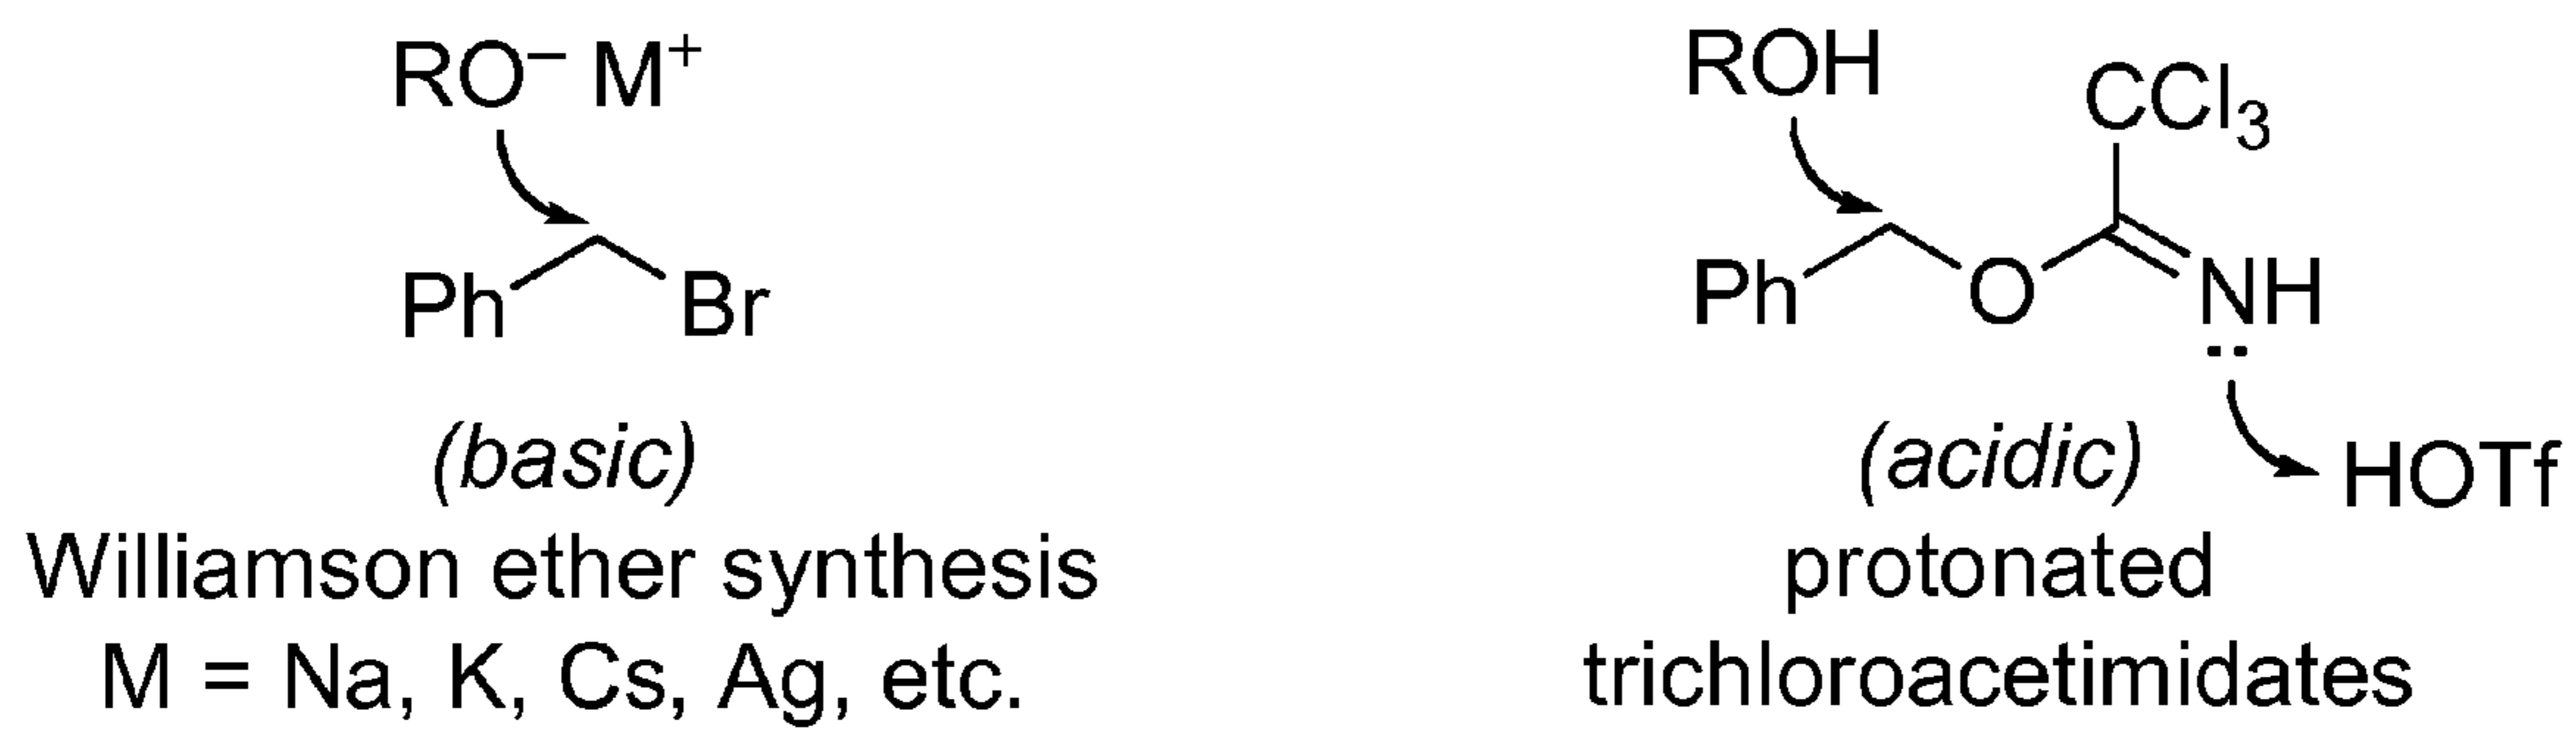 RO– M+
Ph
Br
(basic)
Williamson ether synthesis
M = Na, K, Cs, Ag, etc.
ROH
CCl3
Ph
O
NH
HOTf
(acidic)
protonated
trichloroacetimidates